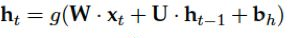 h_t = g(W · x_t + U · h_{t−1} + b_h)